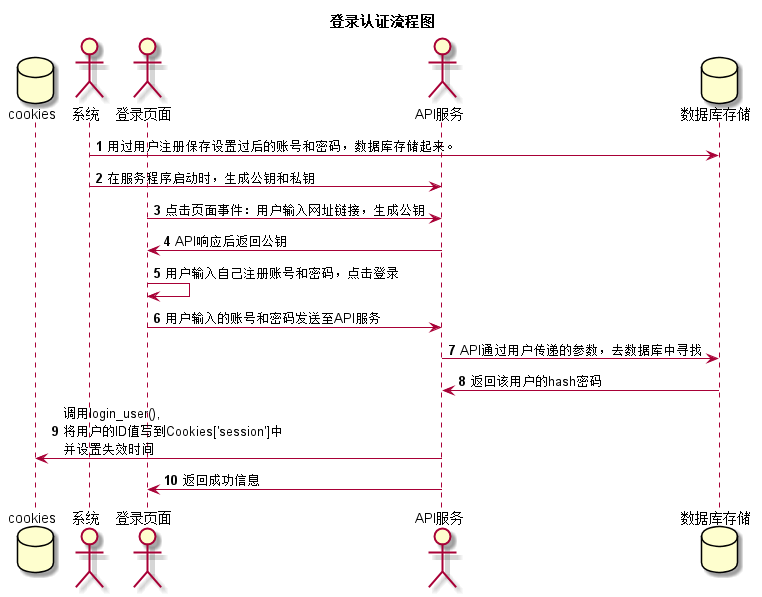 登录认证流程图
cookies
系统
登录页面
API服务
数据库存储
1 用过用户注册保存设置过后的账号和密码，数据库存储起来。
2 在服务程序启动时，生成公钥和私钥
3 点击页面事件：用户输入网址链接，生成公钥
4 API响应后返回公钥
5 用户输入自己注册账号和密码，点击登录
6 用户输入的账号和密码发送至API服务
7 API通过用户传递的参数，去数据库中寻找
8 返回该用户的hash密码
调用login_user(),
9 将用户的ID值写到Cookies['session']中
并设置失效时间
10 返回成功信息
cookies
系统
登录页面
API服务
数据库存储